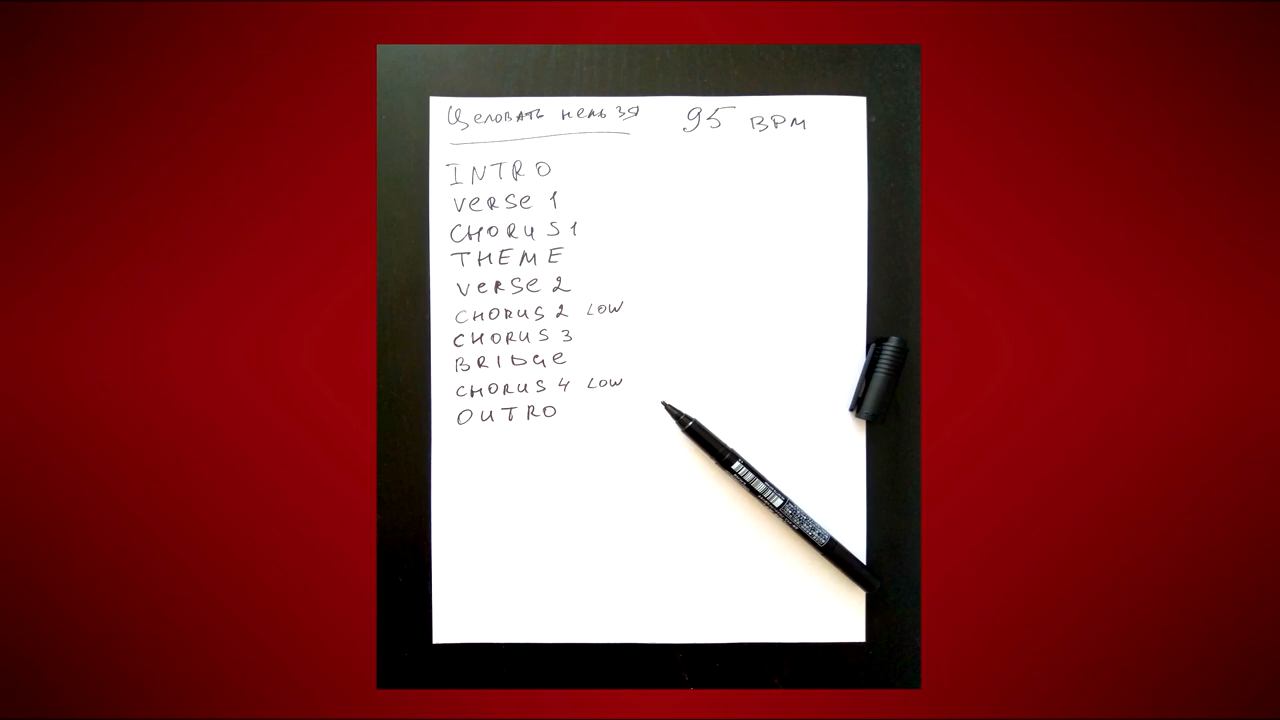 Целовать нельзя 95 BPM
INTRO
Verse 1
CHORUS 1
THEME
Verse 2
CHORUS 2 LOW
CHORUS 3
BRIDGE
CHORUS 4 LOW
OUTRO